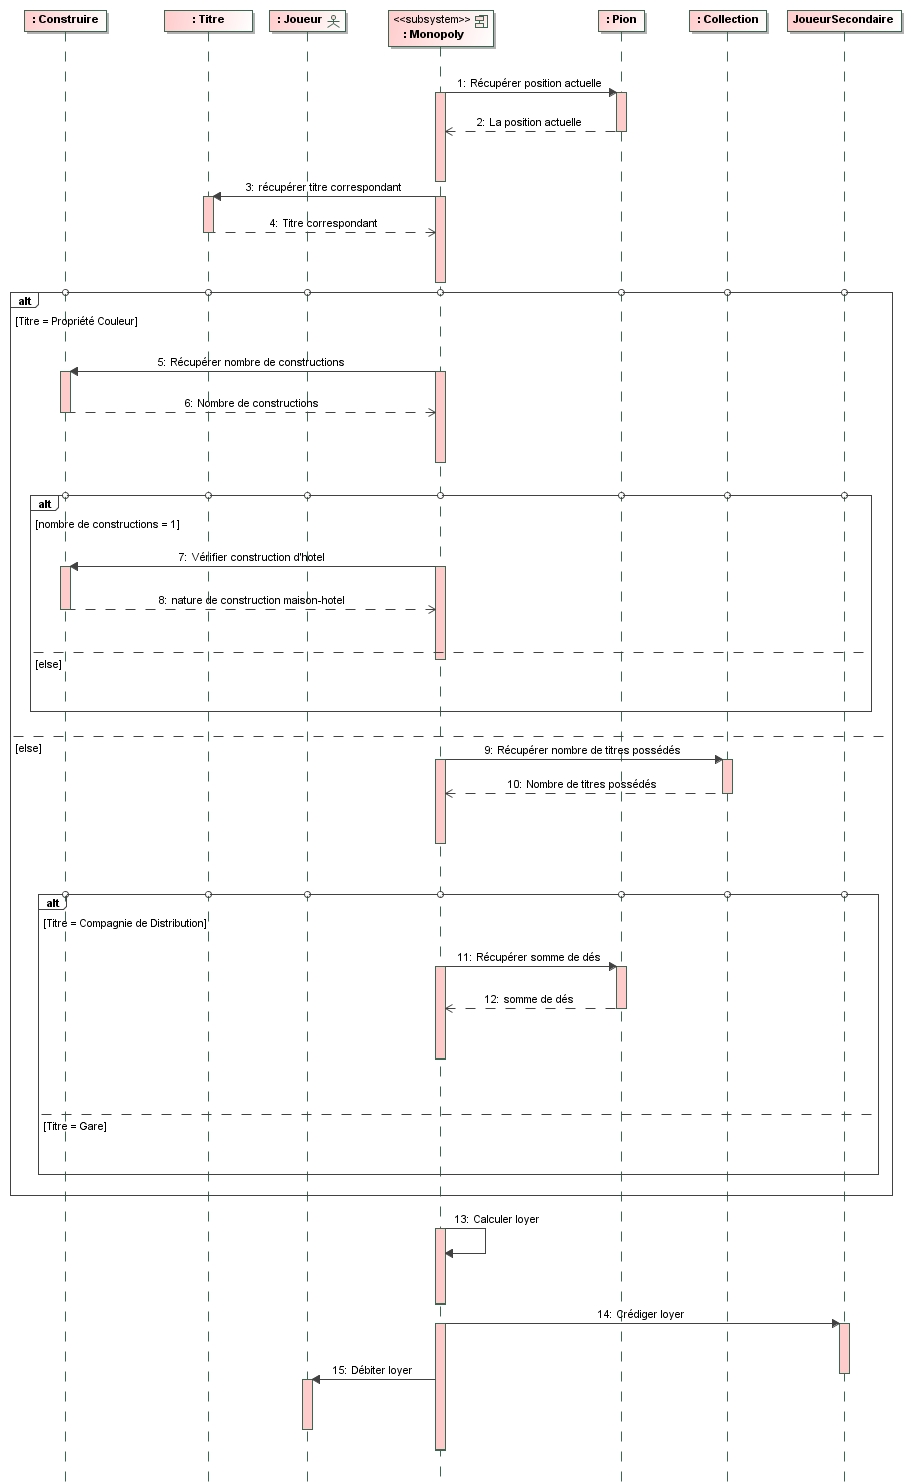 : Construire
: Titre
: Joueur
<<subsystem>>
: Monopoly
: Pion
: Collection
JoueurSecondaire
1: Récupérer position actuelle
2: La position actuelle
3: récupérer titre correspondant
4: Titre correspondant
alt
[Titre = Propriété Couleur]
5: Récupérer nombre de constructions
6: Nombre de constructions
alt
[nombre de constructions = 1]
7: Vérifier construction d'hotel
8: nature de construction maison-hotel
[else]
[else]
9: Récupérer nombre de titres possédés
10: Nombre de titres possédés
alt
[Titre = Compagnie de Distribution]
11: Récupérer somme de dés
12: somme de dés
[Titre = Gare]
13: Calculer loyer
14: Crédiger loyer
15: Débiter loyer